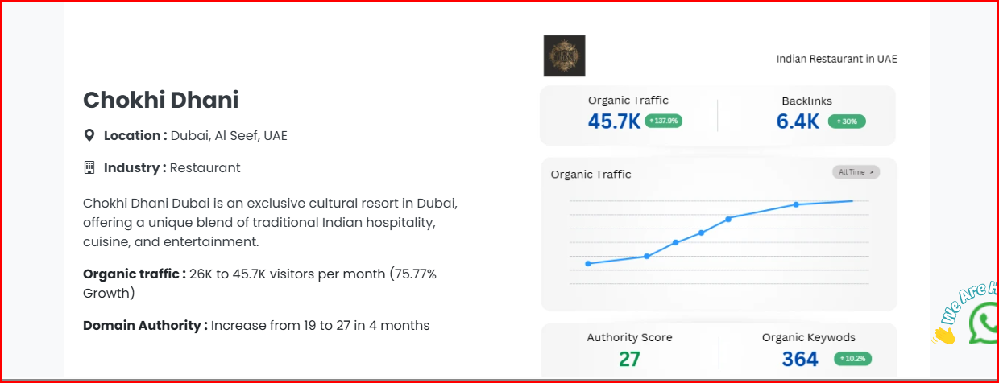 Chokhi Dhani
Location : Dubai, Al Seef, UAE
Industry : Restaurant
Chokhi Dhani Dubai is an exclusive cultural resort in Dubai,
offering a unique blend of traditional Indian hospitality,
cuisine, and entertainment.
Organic traffic : 26K to 45.7K visitors per month (75.77%
Growth)
Domain Authority : Increase from 19 to 27 in 4 months
Indian Restaurant in UAE
Organic Traffic
45.7K ↑137.9%
Backlinks
6.4K ↑30%
Organic Traffic
All Time >
Authority Score
27
Organic Keywods
364 ↑10.2%
We Are H